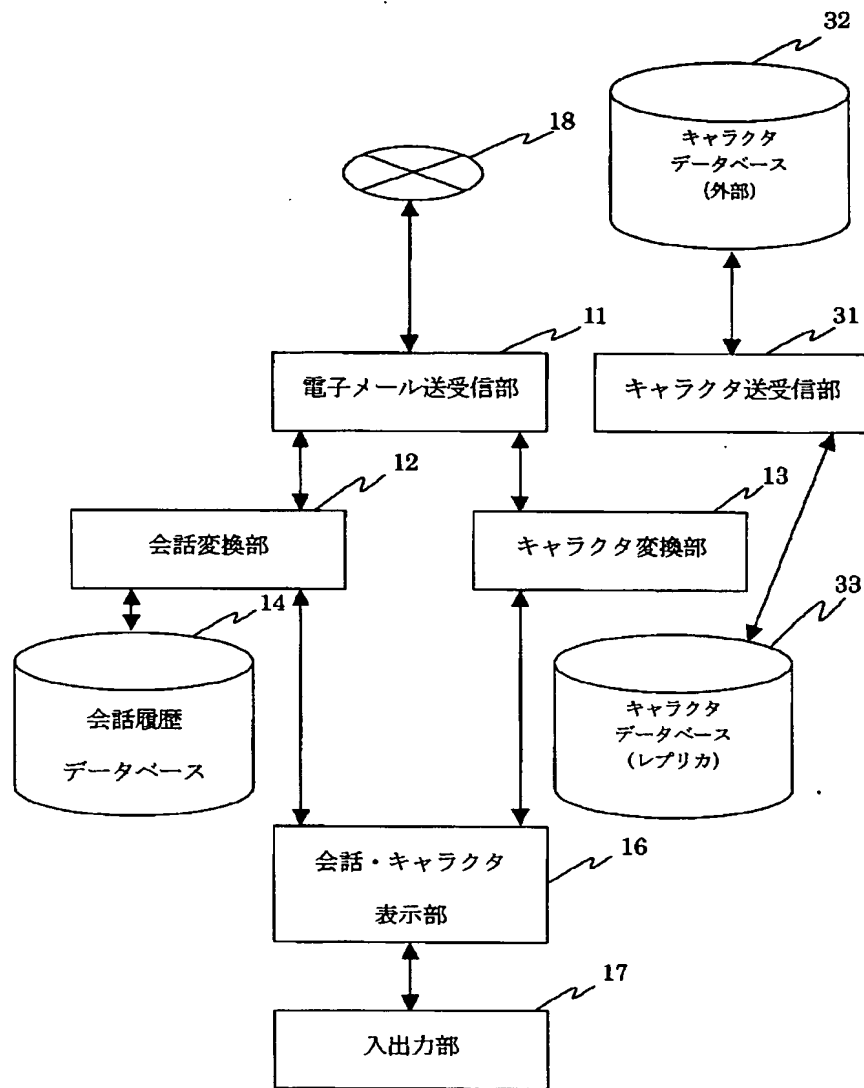 32
キャラクタ
データベース
(外部)
18
11
31
電子メール送受信部
キャラクタ送受信部
12
13
会話変換部
キャラクタ変換部
14
33
会話履歴
データベース
キャラクタ
データベース
(レプリカ)
16
会話・キャラクタ
表示部
17
入出力部